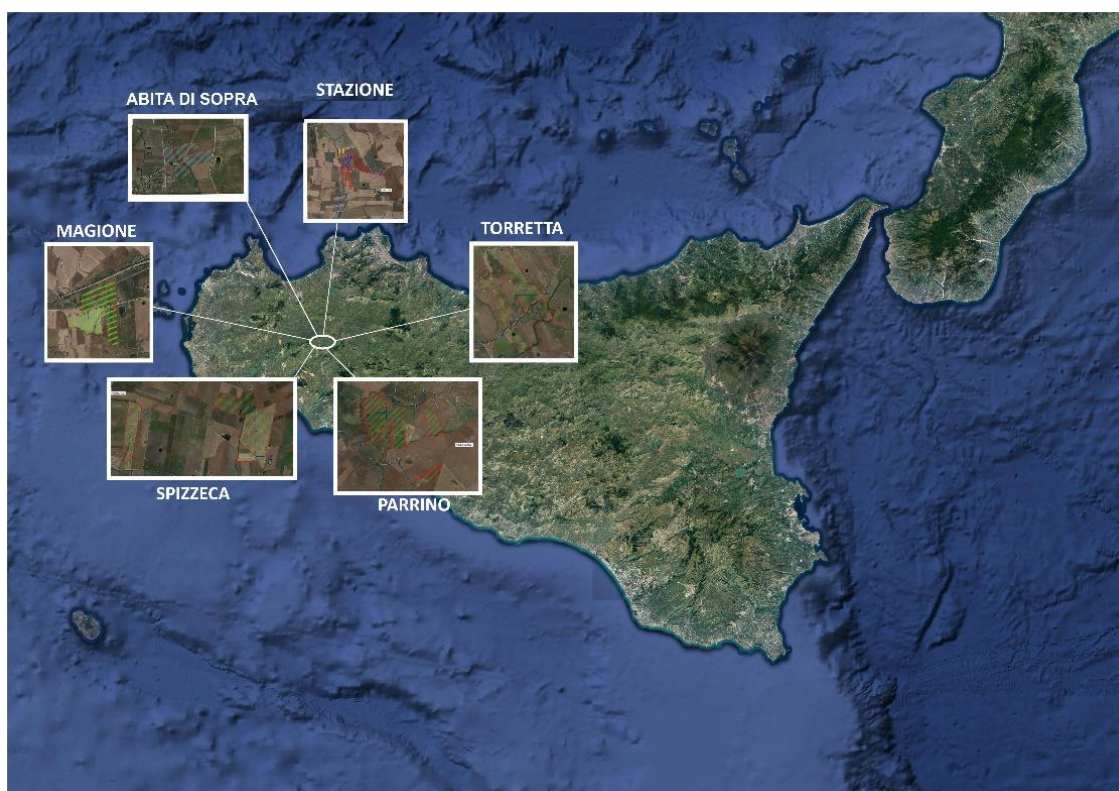 STAZIONE
ABITA DI SOPRA
TORRETTA
MAGIONE
SPIZZECA
PARRINO